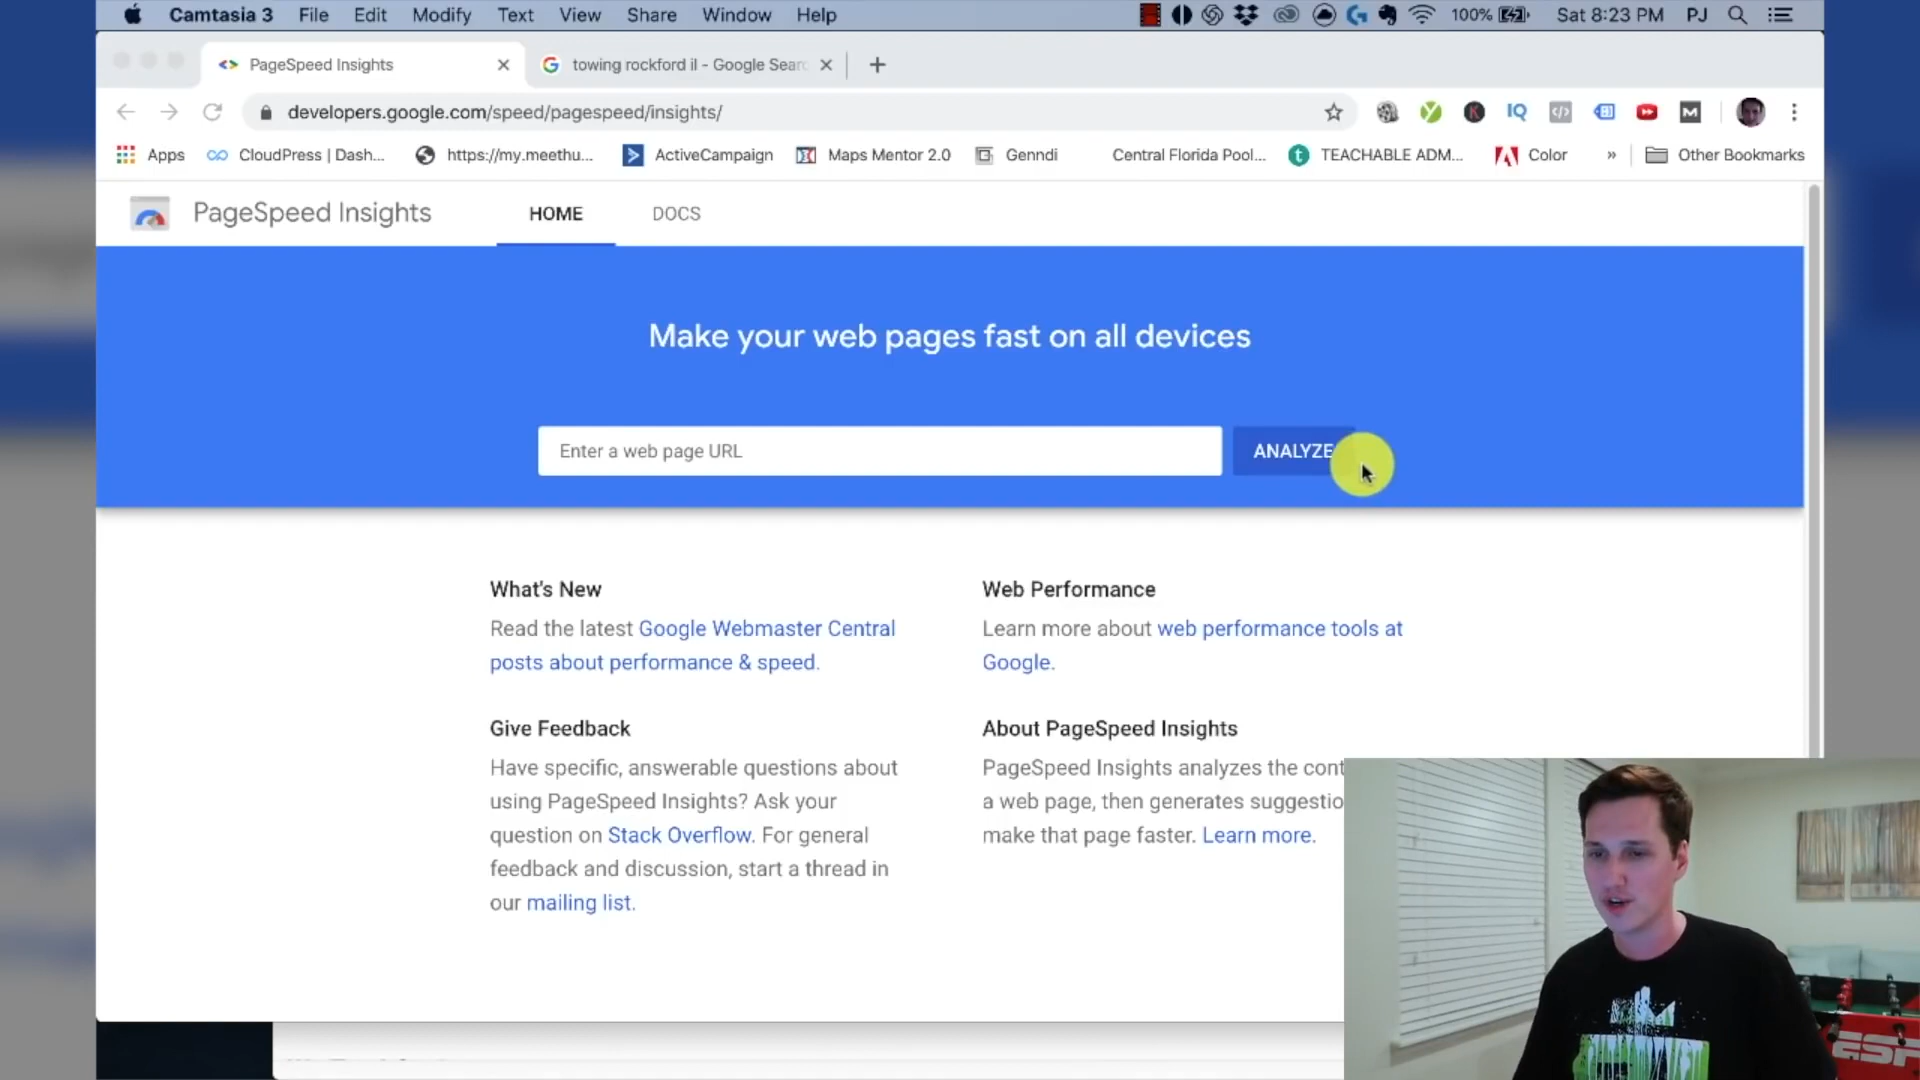 Camtasia 3 File Edit Modify Text View Share Window Help 100% Sat 8:23 PM PJ
PageSpeed Insights
towing rockford il - Google Sear
developers.google.com/speed/pagespeed/insights/
IQ
Apps CloudPress | Dash... https://my.meethu... ActiveCampaign Maps Mentor 2.0 Genndi Central Florida Pool... TEACHABLE ADM... Color » Other Bookmarks
PageSpeed Insights HOME DOCS
Make your web pages fast on all devices
Enter a web page URL ANALYZE
What's New
Read the latest Google Webmaster Central
posts about performance & speed.
Web Performance
Learn more about web performance tools at
Google.
Give Feedback
Have specific, answerable questions about
using PageSpeed Insights? Ask your
question on Stack Overflow. For general
feedback and discussion, start a thread in
our mailing list.
About PageSpeed Insights
PageSpeed Insights analyzes the cont
a web page, then generates suggestio
make that page faster. Learn more.
ESP